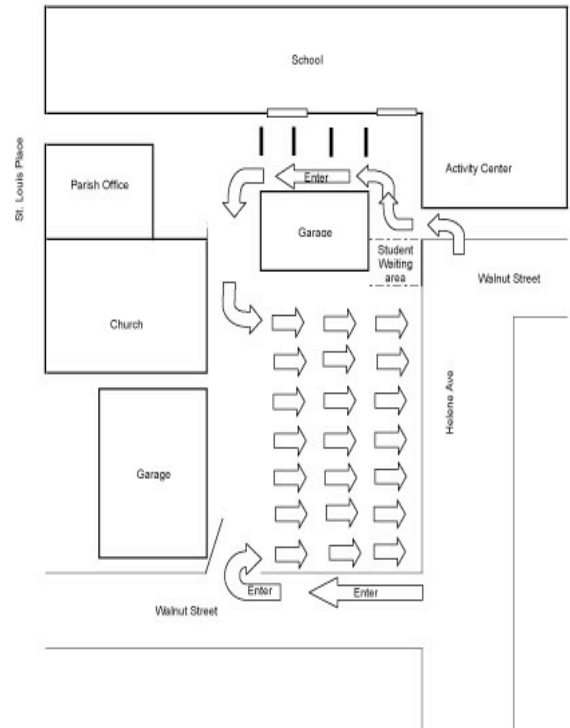 School
St. Louis Place
Activity Center
Parish Office
Enter
Garage
Student
Waiting
area
Walnut Street
Church
Helene Ave
Garage
Enter
Enter
Walnut Street